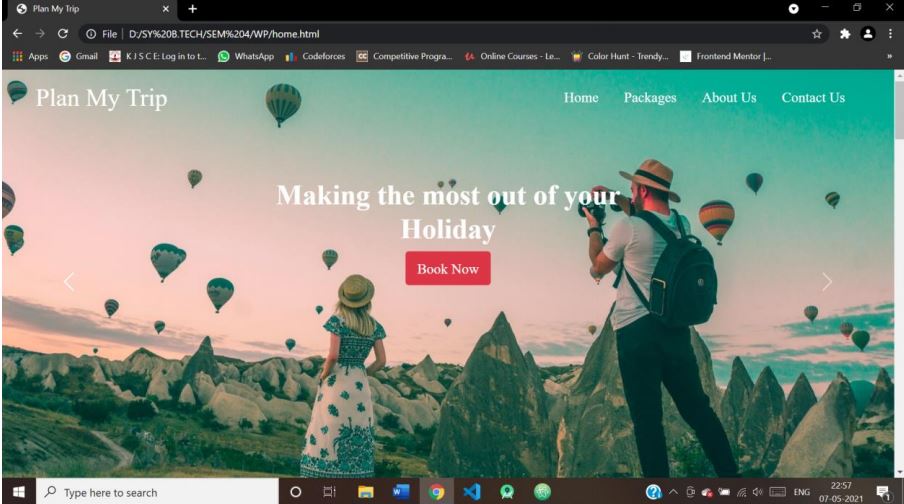 Plan My Trip
File | D:/SY%20B.TECH/SEM%204/WP/home.html
Apps Gmail K J S C E: Log in to t... WhatsApp Codeforces CC Competitive Progra... Online Courses - Le... Color Hunt - Trendy... Frontend Mentor |... »
Plan My Trip Home Packages About Us Contact Us
Making the most out of your
Holiday
Book Now
Type here to search ENG 22:57
07-05-2021